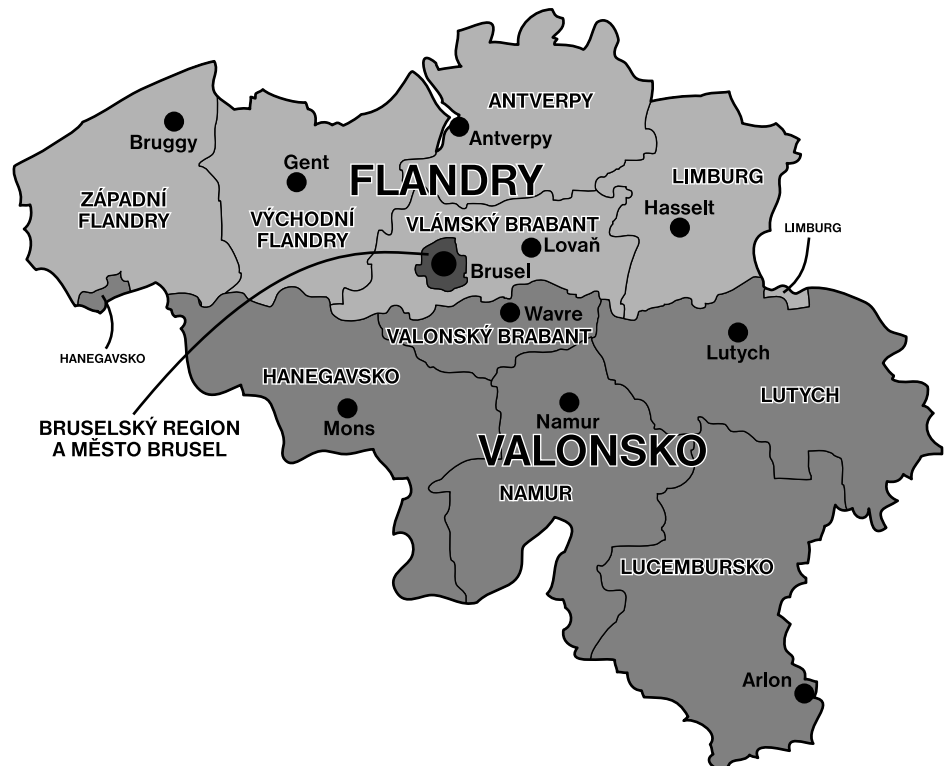 ANTVERPY
Antverpy
Bruggy
Gent
FLANDRY
LIMBURG
ZÁPADNÍ
FLANDRY
VÝCHODNÍ
FLANDRY
VLÁMSKÝ BRABANT
Hasselt
LIMBURG
Lovaň
Brusel
Wavre
VALONSKÝ BRABANT
Lutych
HANEGAVSKO
HANEGAVSKO
LUTYCH
BRUSELSKÝ REGION
A MĚSTO BRUSEL
Mons
Namur
VALONSKO
NAMUR
LUCEMBURSKO
Arlon